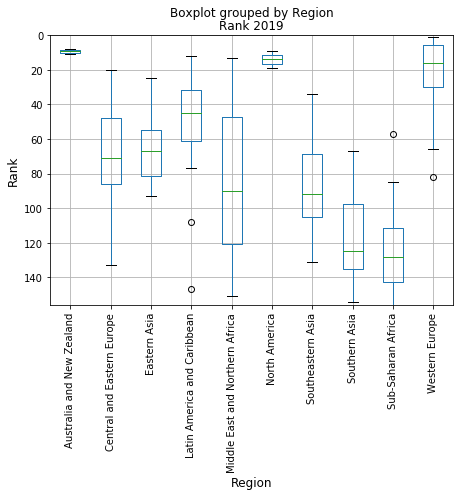 Boxplot grouped by Region
Rank 2019
Rank
0
20
40
60
80
100
120
140
Australia and New Zealand
Central and Eastern Europe
Eastern Asia
Latin America and Caribbean
Middle East and Northern Africa
North America
Southeastern Asia
Southern Asia
Sub-Saharan Africa
Western Europe
Region